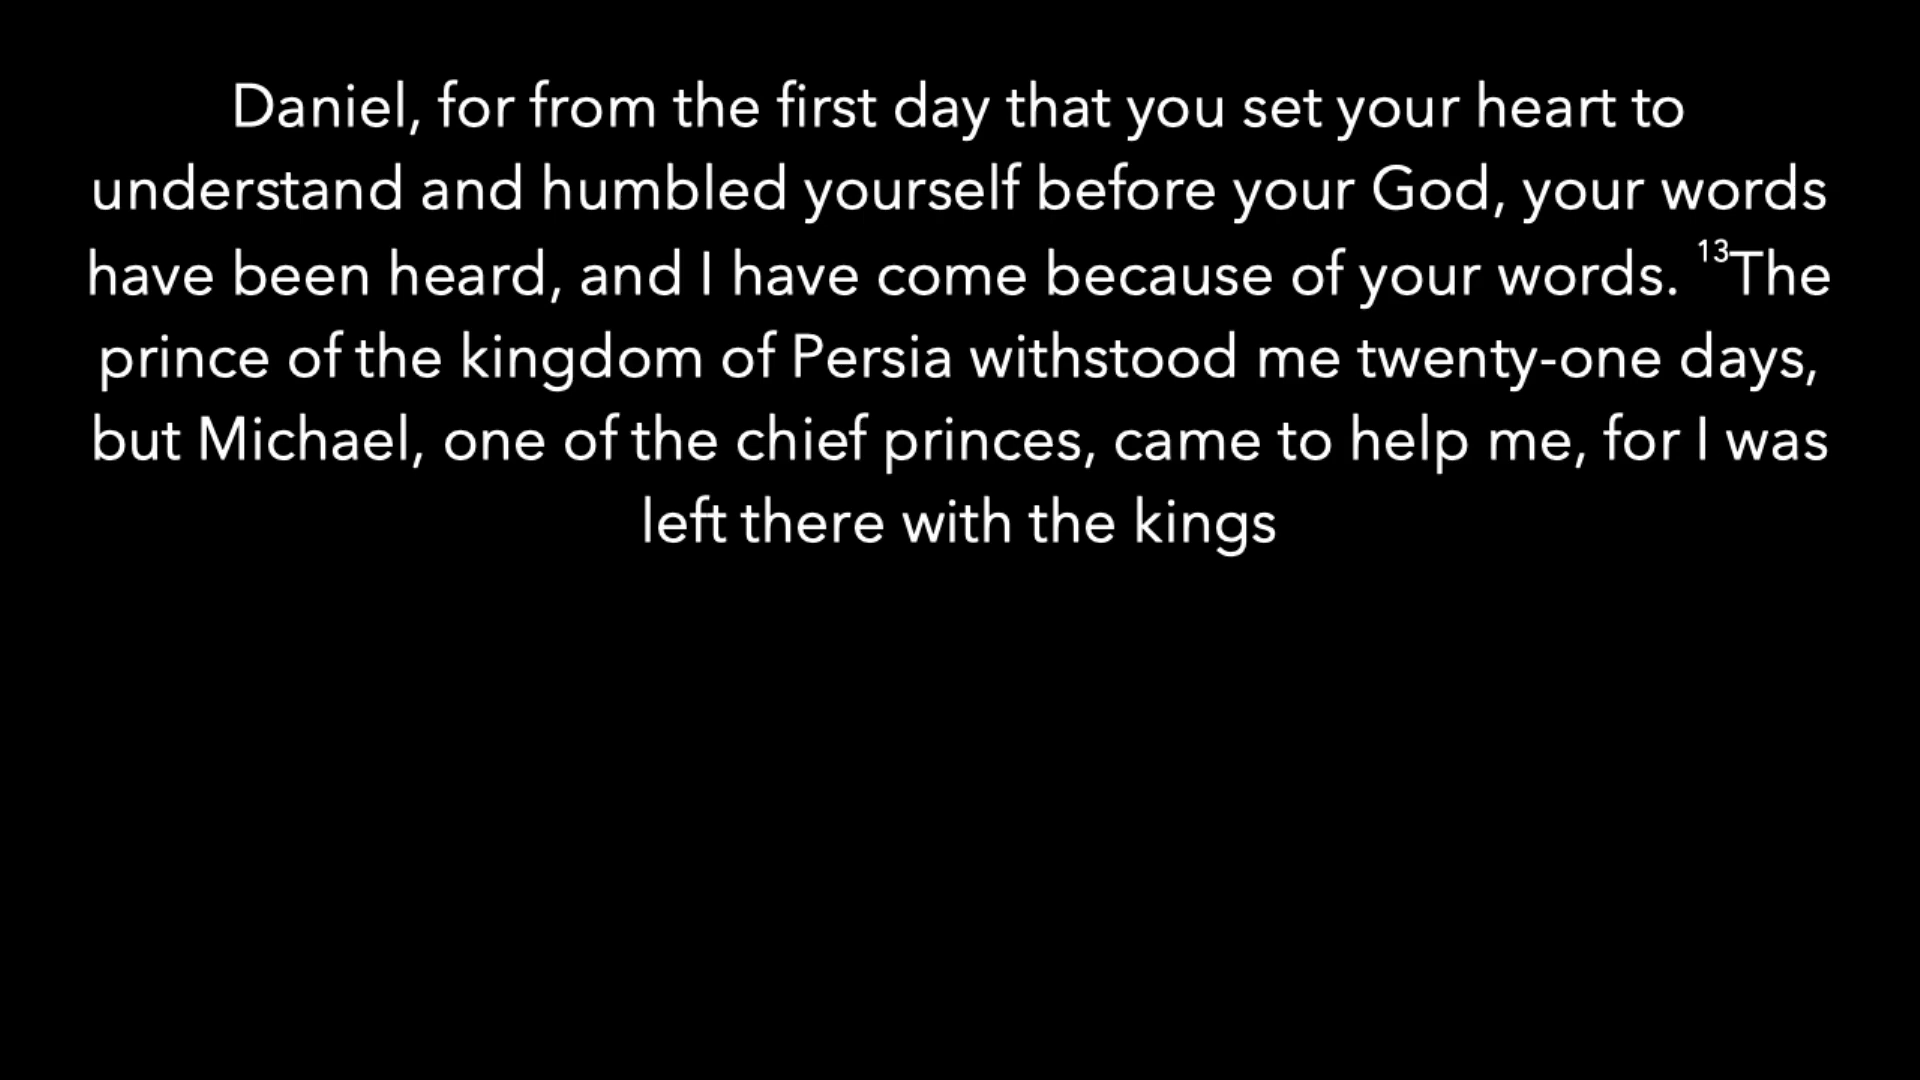 Daniel, for from the first day that you set your heart to
understand and humbled yourself before your God, your words
have been heard, and I have come because of your words. ¹³The
prince of the kingdom of Persia withstood me twenty-one days,
but Michael, one of the chief princes, came to help me, for I was
left there with the kings